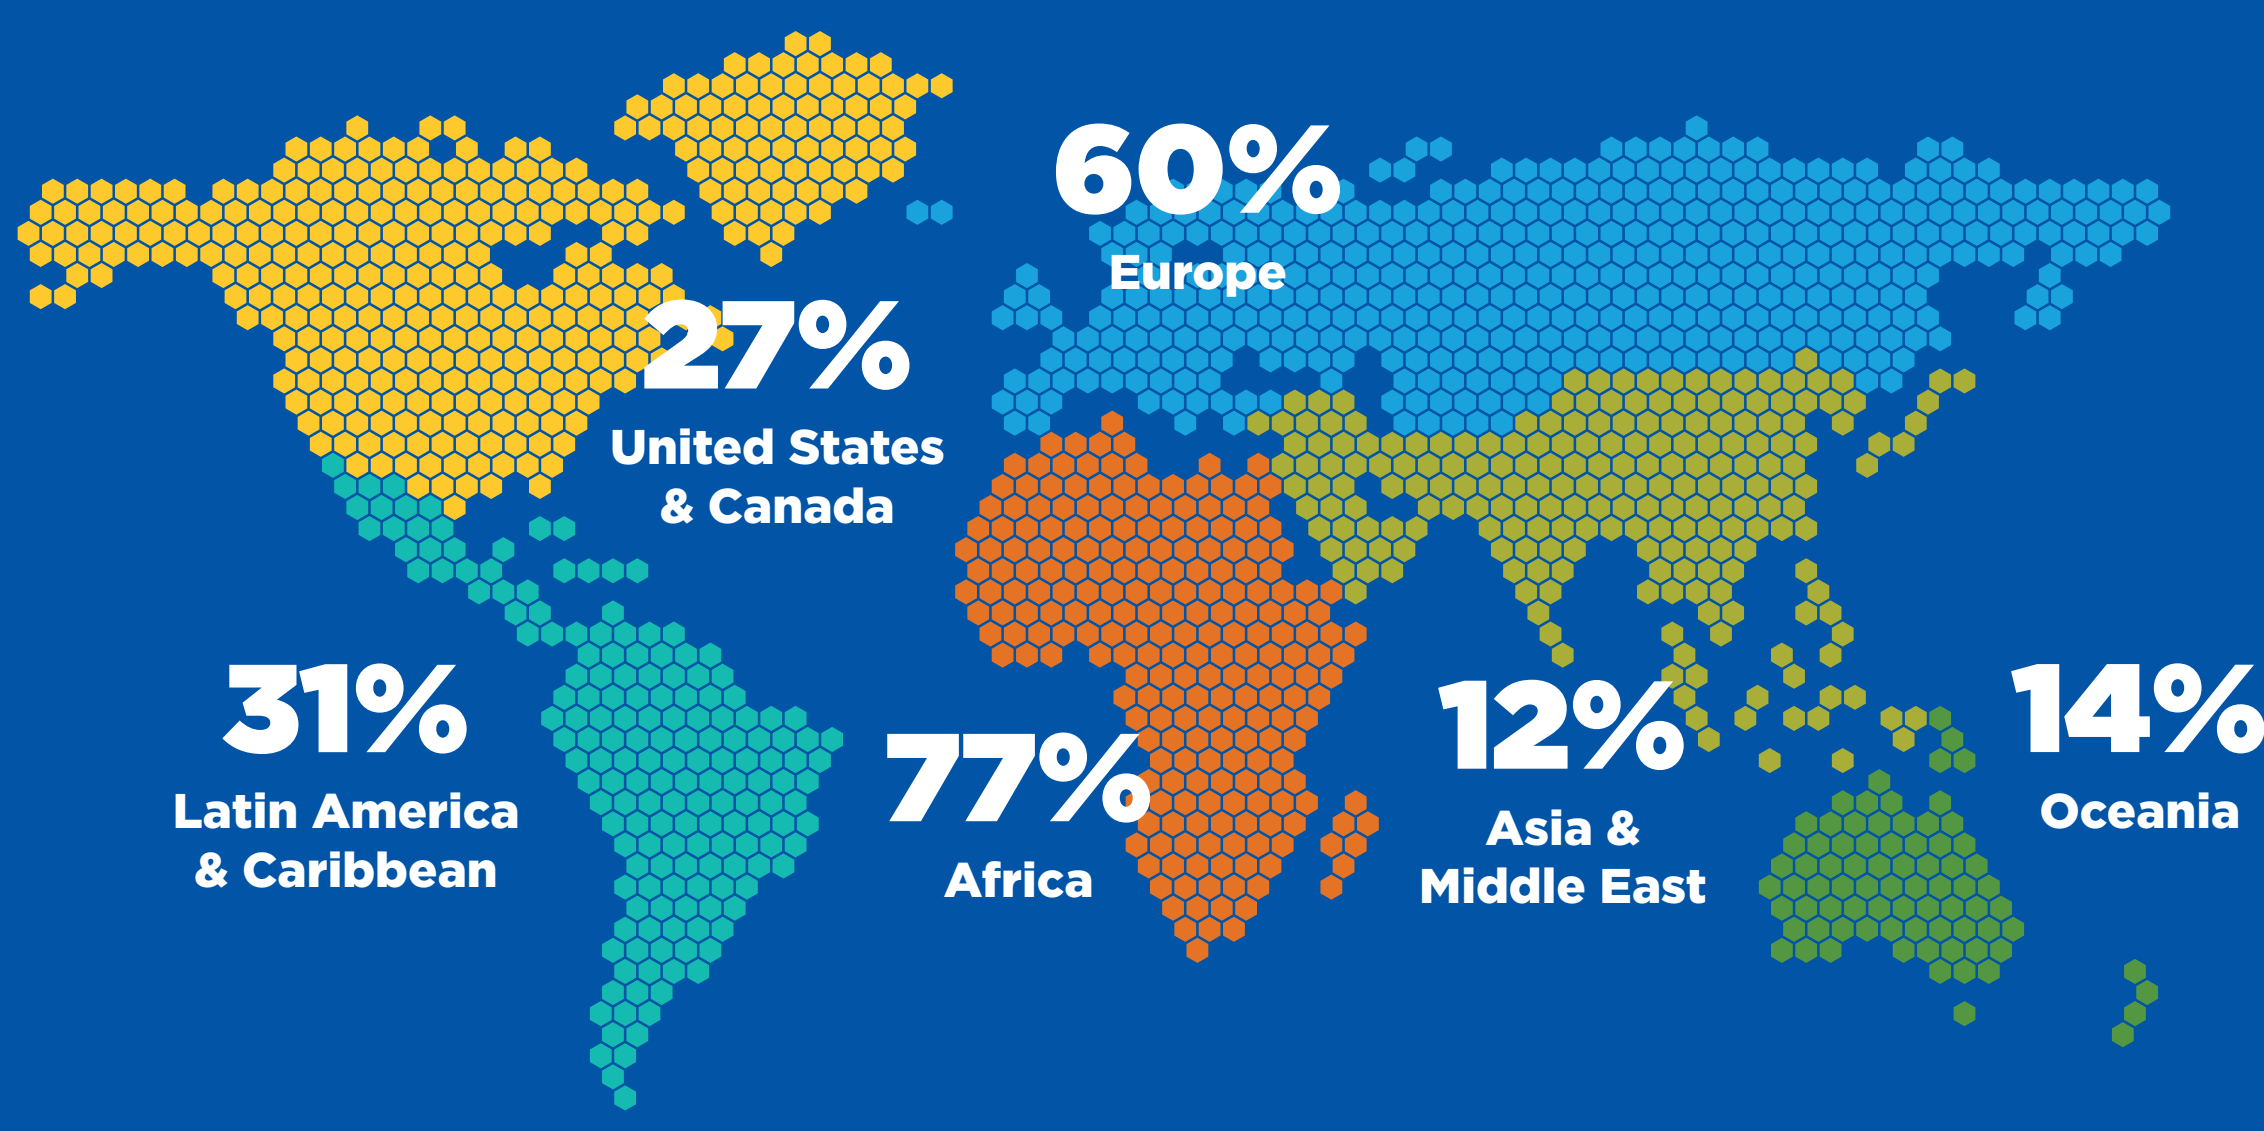 60%
Europe
27%
United States
& Canada
31%
Latin America
& Caribbean
77%
Africa
12%
Asia &
Middle East
14%
Oceania